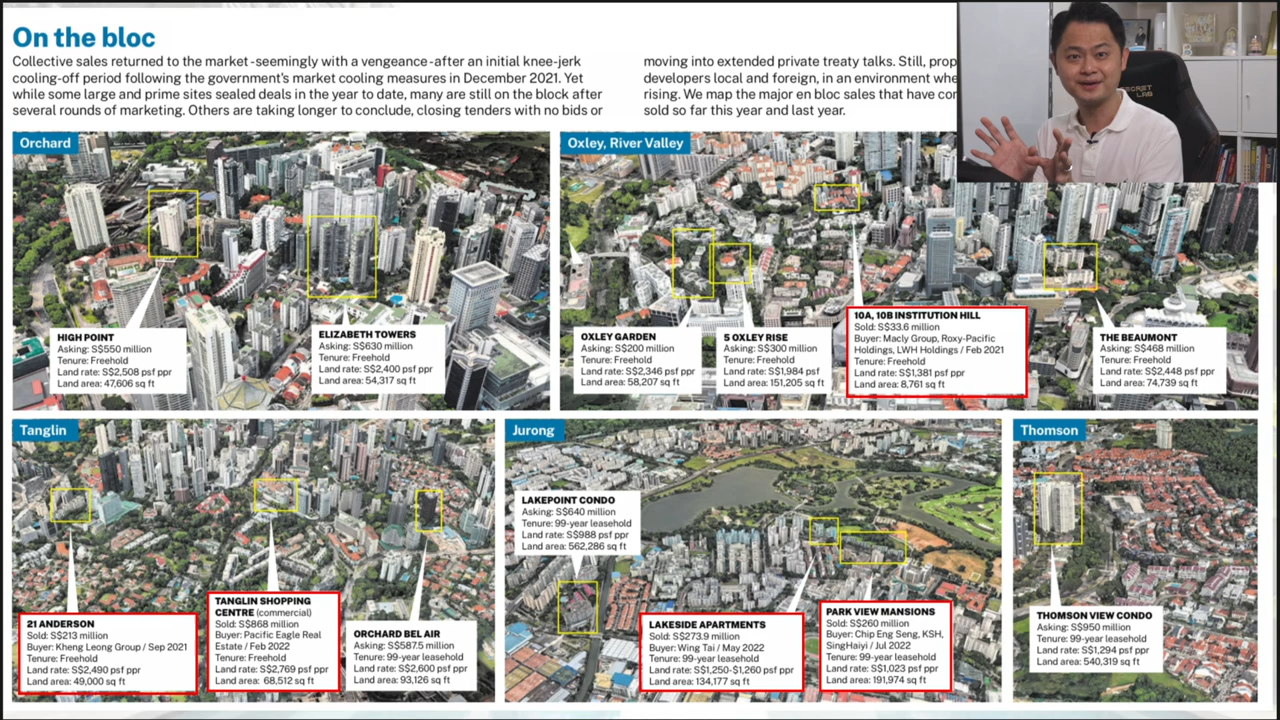 On the bloc
Collective sales returned to the market - seemingly with a vengeance - after an initial knee-jerk
cooling-off period following the government's market cooling measures in December 2021. Yet
while some large and prime sites sealed deals in the year to date, many are still on the block after
several rounds of marketing. Others are taking longer to conclude, closing tenders with no bids or
moving into extended private treaty talks. Still, prop
developers local and foreign, in an environment whe
rising. We map the major en bloc sales that have con
sold so far this year and last year.
Orchard
HIGH POINT
Asking: S$550 million
Tenure: Freehold
Land rate: S$2,508 psf ppr
Land area: 47,606 sq ft
ELIZABETH TOWERS
Asking: S$630 million
Tenure: Freehold
Land rate: S$2,400 psf ppr
Land area: 54,317 sq ft
Oxley, River Valley
OXLEY GARDEN
Asking: S$200 million
Tenure: Freehold
Land rate: S$2,346 psf ppr
Land area: 58,207 sq ft
5 OXLEY RISE
Asking: S$300 million
Tenure: Freehold
Land rate: S$1,984 psf
Land area: 151,205 sq ft
10A, 10B INSTITUTION HILL
Sold: S$33.6 million
Buyer: Macly Group, Roxy-Pacific
Holdings, LWH Holdings / Feb 2021
Tenure: Freehold
Land rate: S$1,381 psf ppr
Land area: 8,761 sq ft
THE BEAUMONT
Asking: S$468 million
Tenure: Freehold
Land rate: S$2,448 psf ppr
Land area: 74,739 sq ft
Tanglin
21 ANDERSON
Sold: S$213 million
Buyer: Kheng Leong Group / Sep 2021
Tenure: Freehold
Land rate: S$2,490 psf ppr
Land area: 49,000 sq ft
TANGLIN SHOPPING
CENTRE (commercial)
Sold: S$868 million
Buyer: Pacific Eagle Real
Estate / Feb 2022
Tenure: Freehold
Land rate: S$2,769 psf ppr
Land area: 68,512 sq ft
ORCHARD BEL AIR
Asking: S$587.5 million
Tenure: 99-year leasehold
Land rate: S$2,600 psf ppr
Land area: 93,126 sq ft
Jurong
LAKEPOINT CONDO
Asking: S$640 million
Tenure: 99-year leasehold
Land rate: S$988 psf ppr
Land area: 562,286 sq ft
LAKESIDE APARTMENTS
Sold: S$273.9 million
Buyer: Wing Tai / May 2022
Tenure: 99-year leasehold
Land rate: S$1,250-$1,260 psf ppr
Land area: 134,177 sq ft
PARK VIEW MANSIONS
Sold: S$260 million
Buyer: Chip Eng Seng, KSH,
SingHaiyi / Jul 2022
Tenure: 99-year leasehold
Land rate: S$1,023 psf ppr
Land area: 191,974 sq ft
Thomson
THOMSON VIEW CONDO
Asking: S$950 million
Tenure: 99-year leasehold
Land rate: S$1,294 psf ppr
Land area: 540,319 sq ft